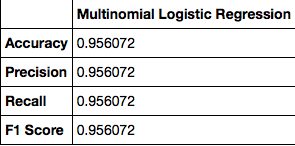 Multinomial Logistic Regression
Accuracy 0.956072
Precision 0.956072
Recall 0.956072
F1 Score 0.956072